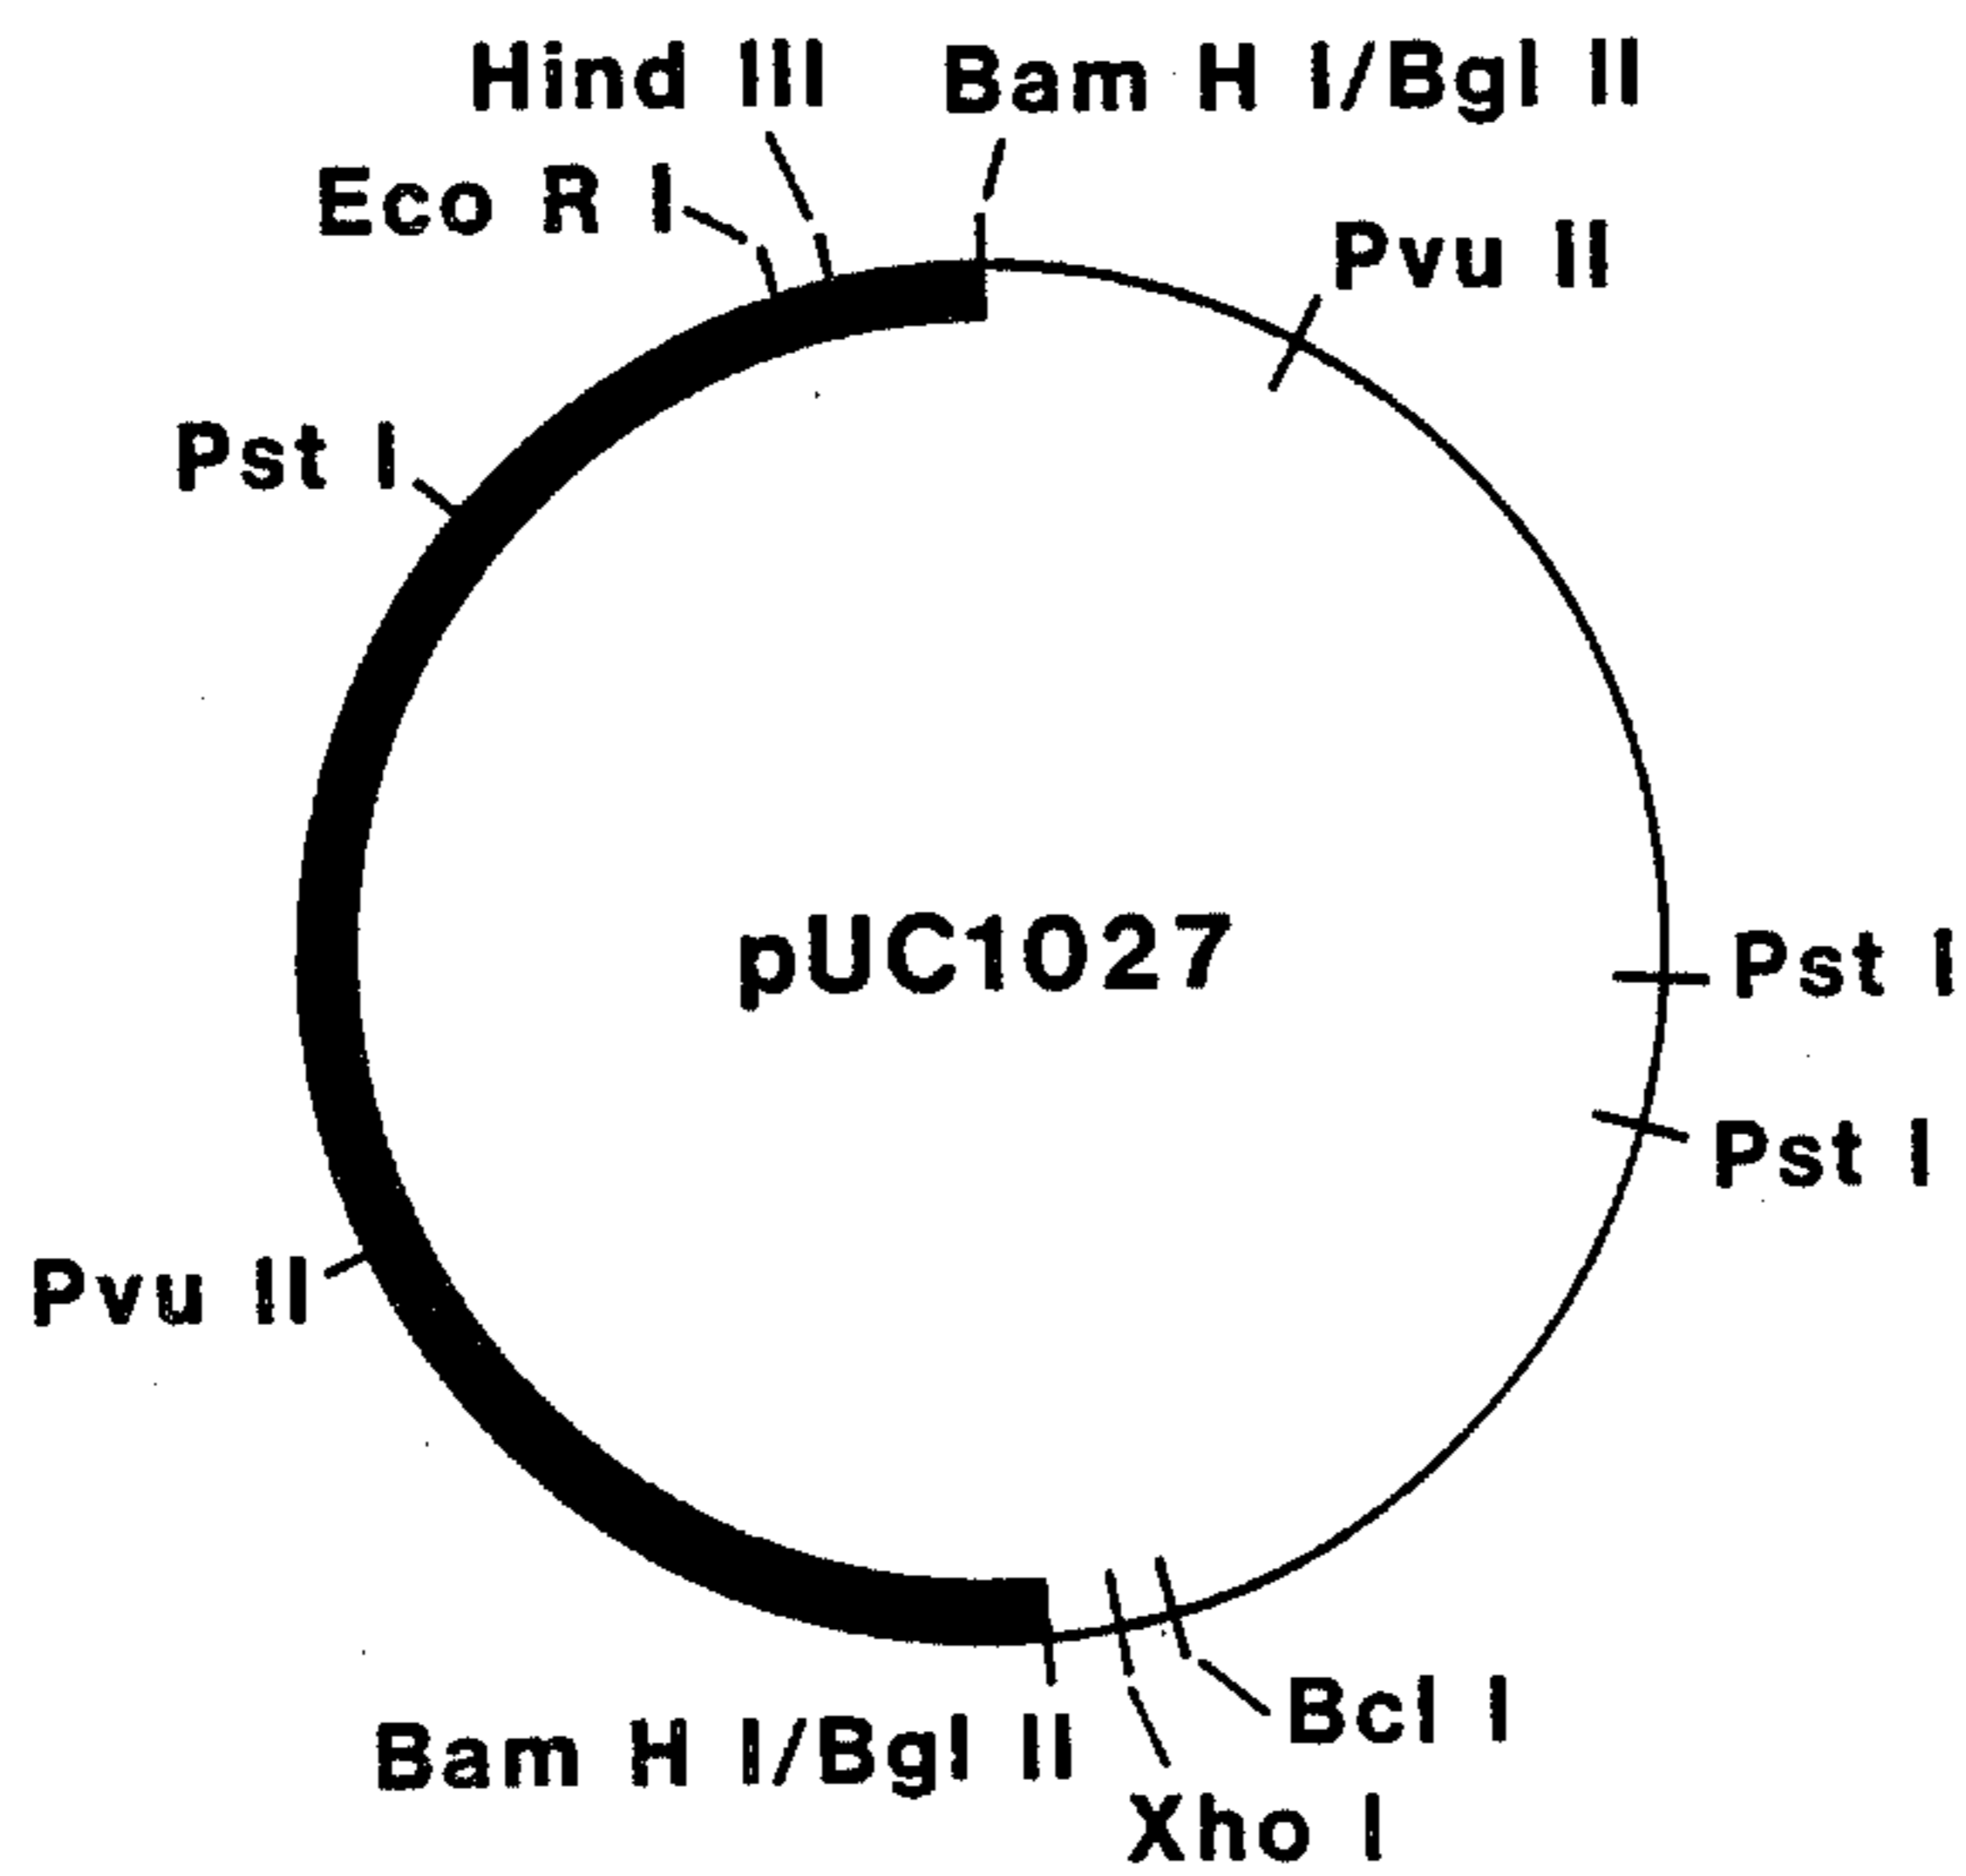 Hind III
Bam H I/Bgl II
Eco R I
Pvu II
Pst I
pUC1027
Pst I
Pst I
Pvu II
Bcl I
Bam H I/Bgl II
Xho I